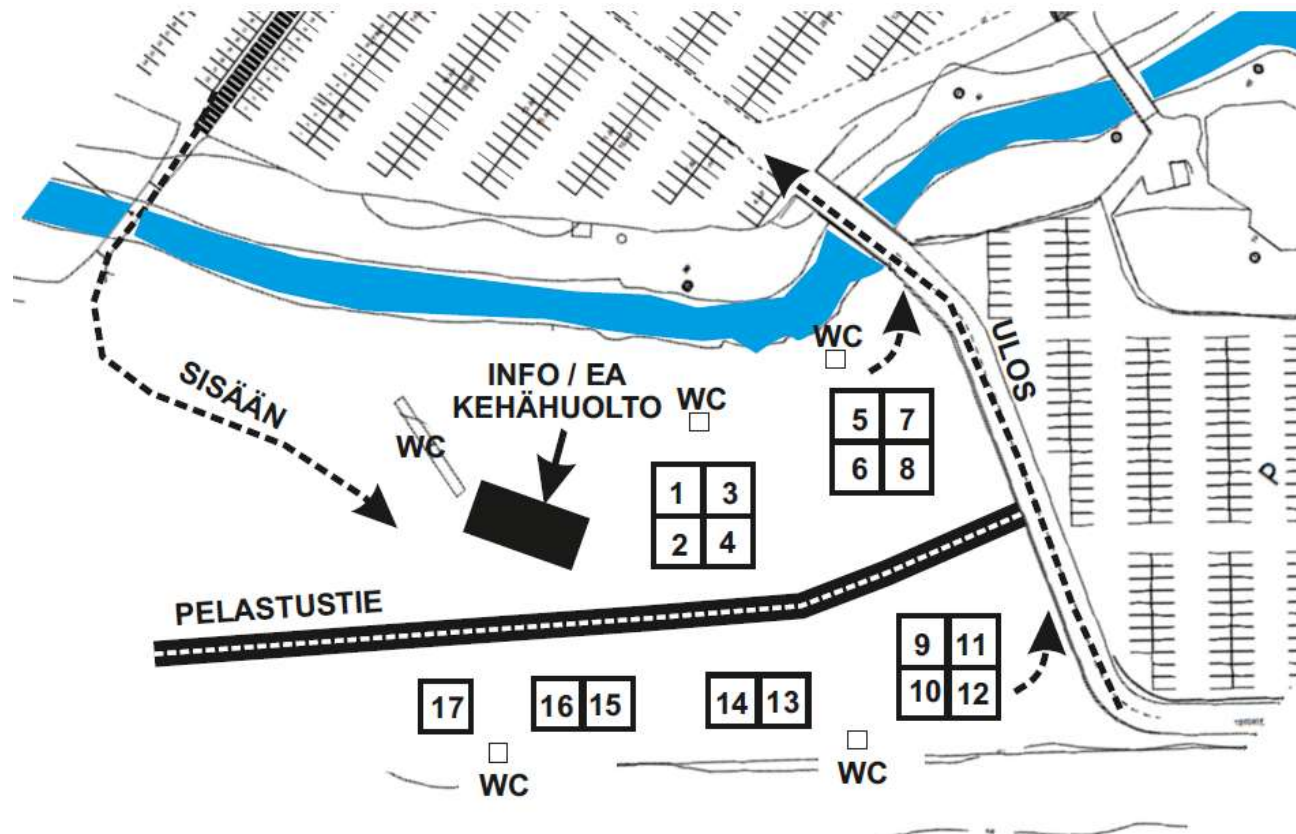 WC
ULOS
SISÄÄN
INFO / EA
KEHÄHUOLTO
WC
WC
5 7
6 8
1 3
2 4
P
PELASTUSTIE
9 11
10 12
17
16 15
14 13
WC
WC